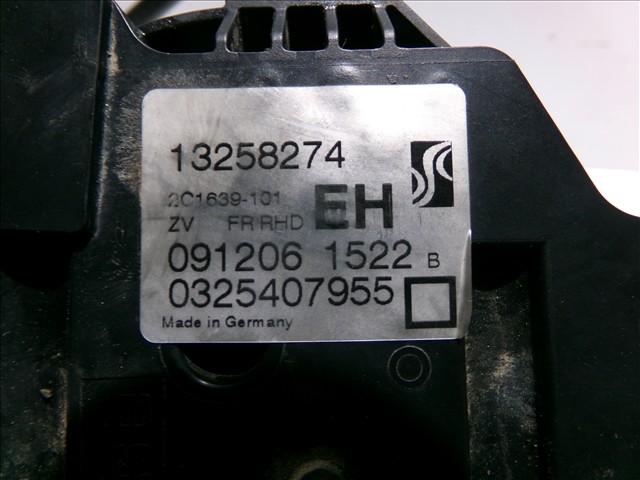 13258274
2C1639-101
ZV FR RHD EH
091206 1522 B
0325407955
Made in Germany